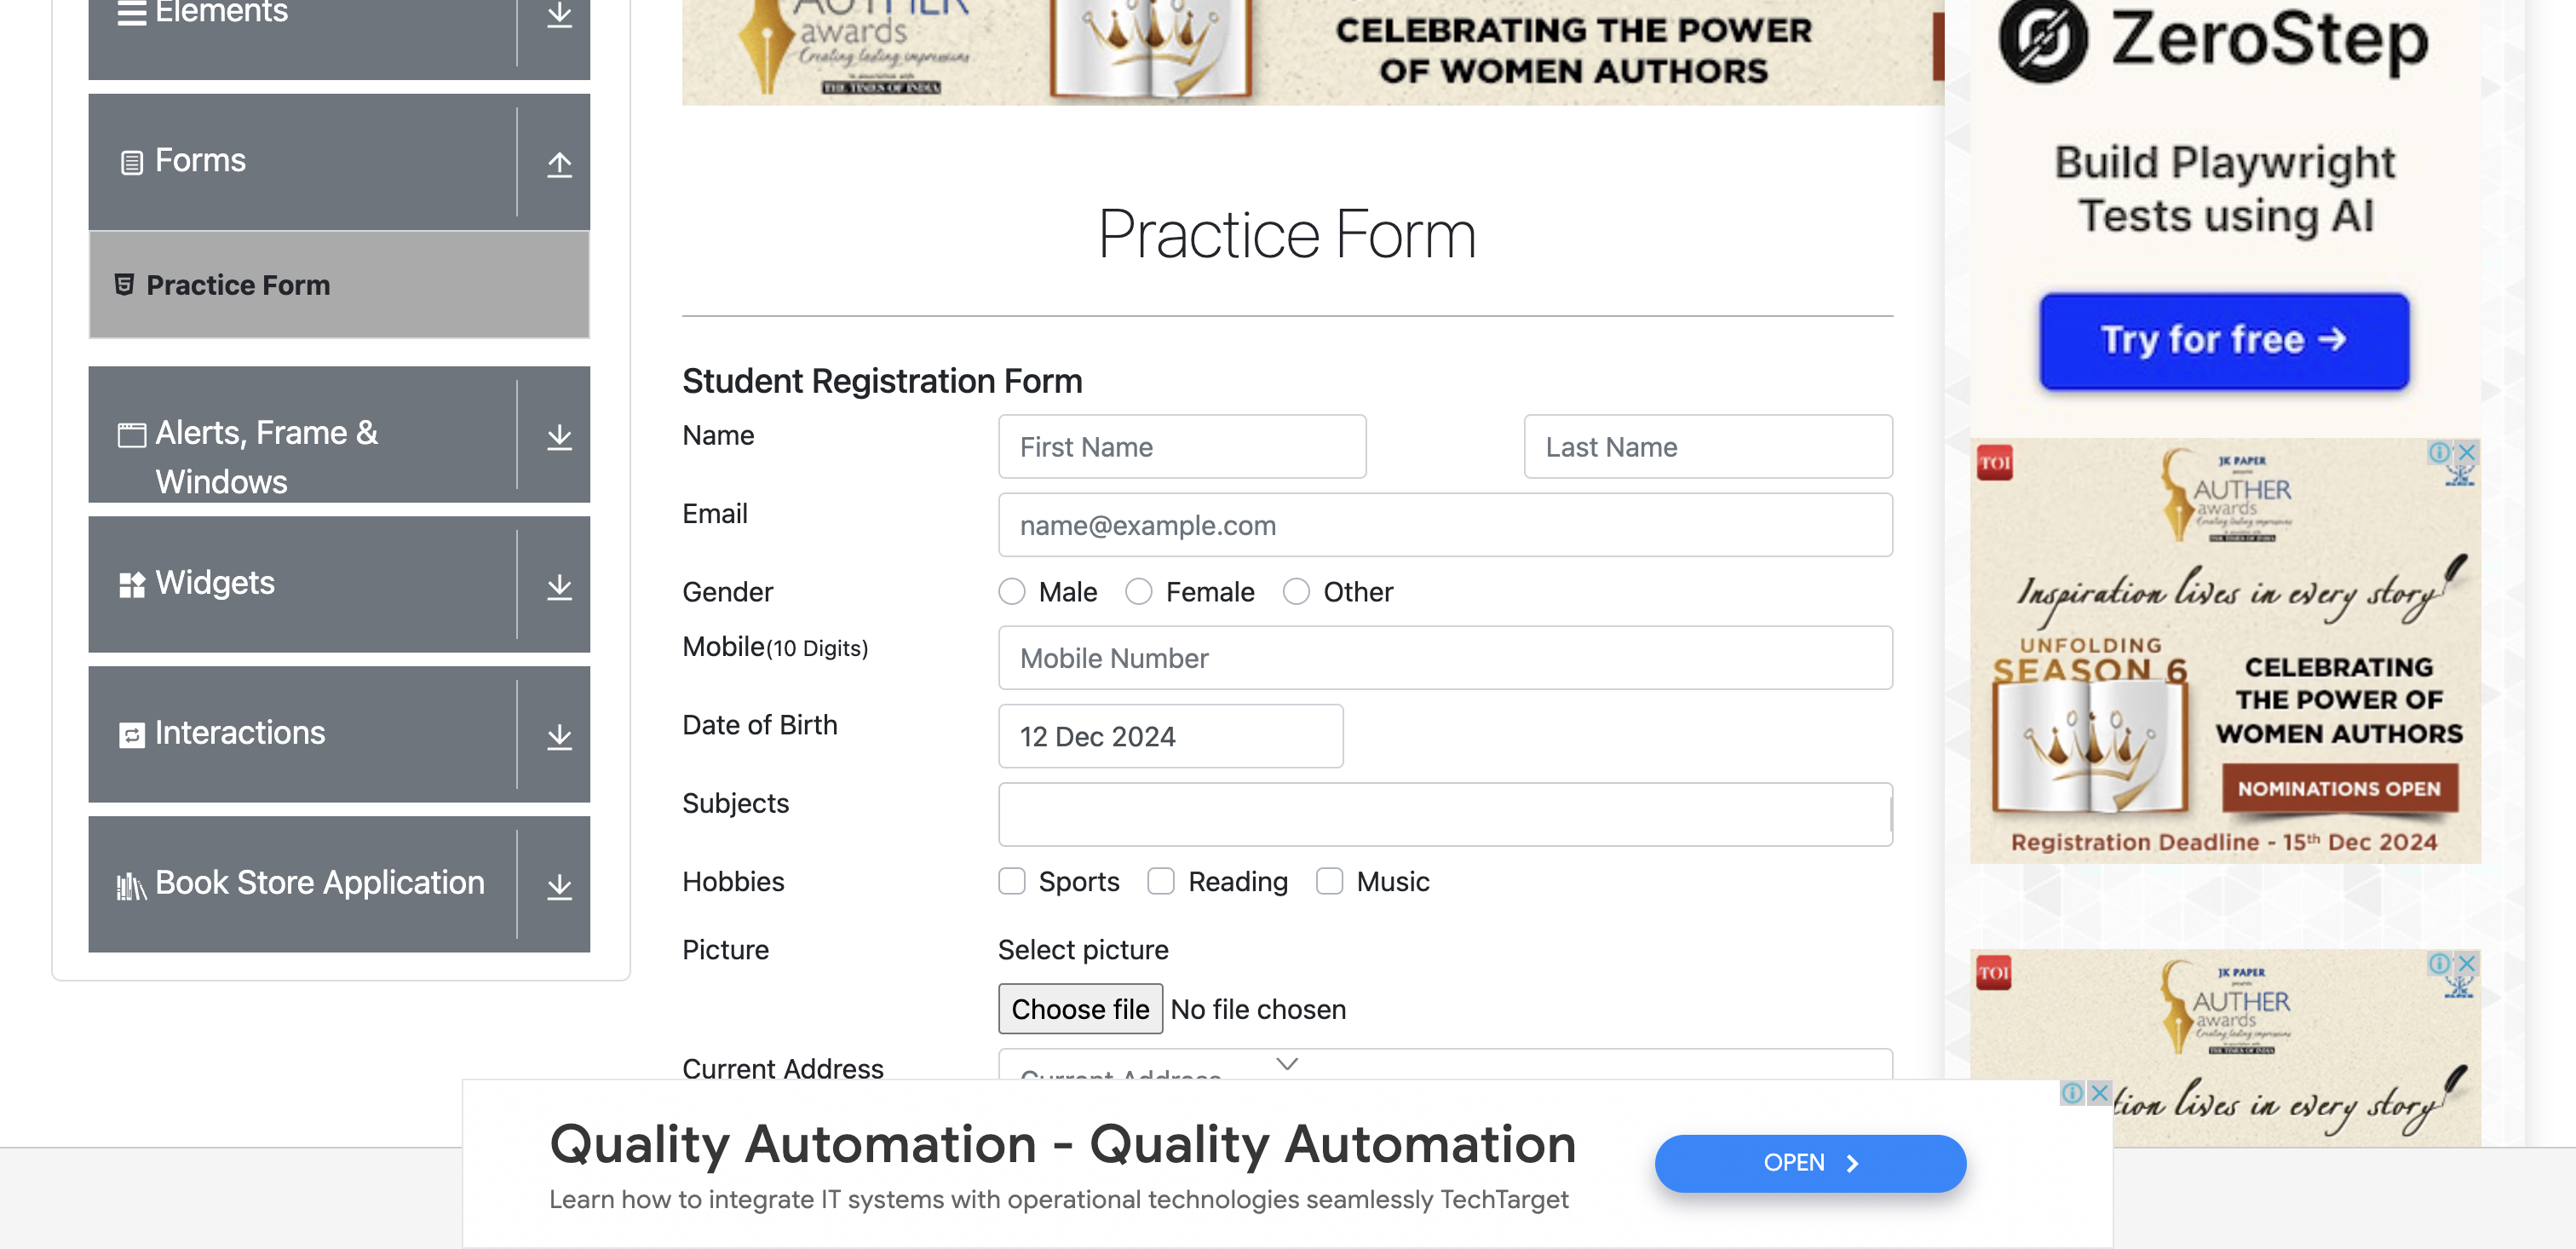 Elements
Forms
Practice Form
Alerts, Frame &
Windows
Widgets
Interactions
Book Store Application
AUTHER
awards
Creating lasting impressions
in association with
THE TIMES OF INDIA
CELEBRATING THE POWER
OF WOMEN AUTHORS
Practice Form
Student Registration Form
Name
First Name
Last Name
Email
name@example.com
Gender
Male
Female
Other
Mobile(10 Digits)
Mobile Number
Date of Birth
12 Dec 2024
Subjects
Hobbies
Sports
Reading
Music
Picture
Select picture
Choose file No file chosen
Current Address
Current Address
ZeroStep
Build Playwright
Tests using AI
Try for free →
TOI
JK PAPER
presents
AUTHER
awards
Creating lasting impressions
THE TIMES OF INDIA
Inspiration lives in every story
UNFOLDING
SEASON 6
CELEBRATING
THE POWER OF
WOMEN AUTHORS
NOMINATIONS OPEN
Registration Deadline - 15th Dec 2024
TOI
JK PAPER
presents
AUTHER
awards
Creating lasting impressions
THE TIMES OF INDIA
tion lives in every story
Quality Automation - Quality Automation
Learn how to integrate IT systems with operational technologies seamlessly TechTarget
OPEN